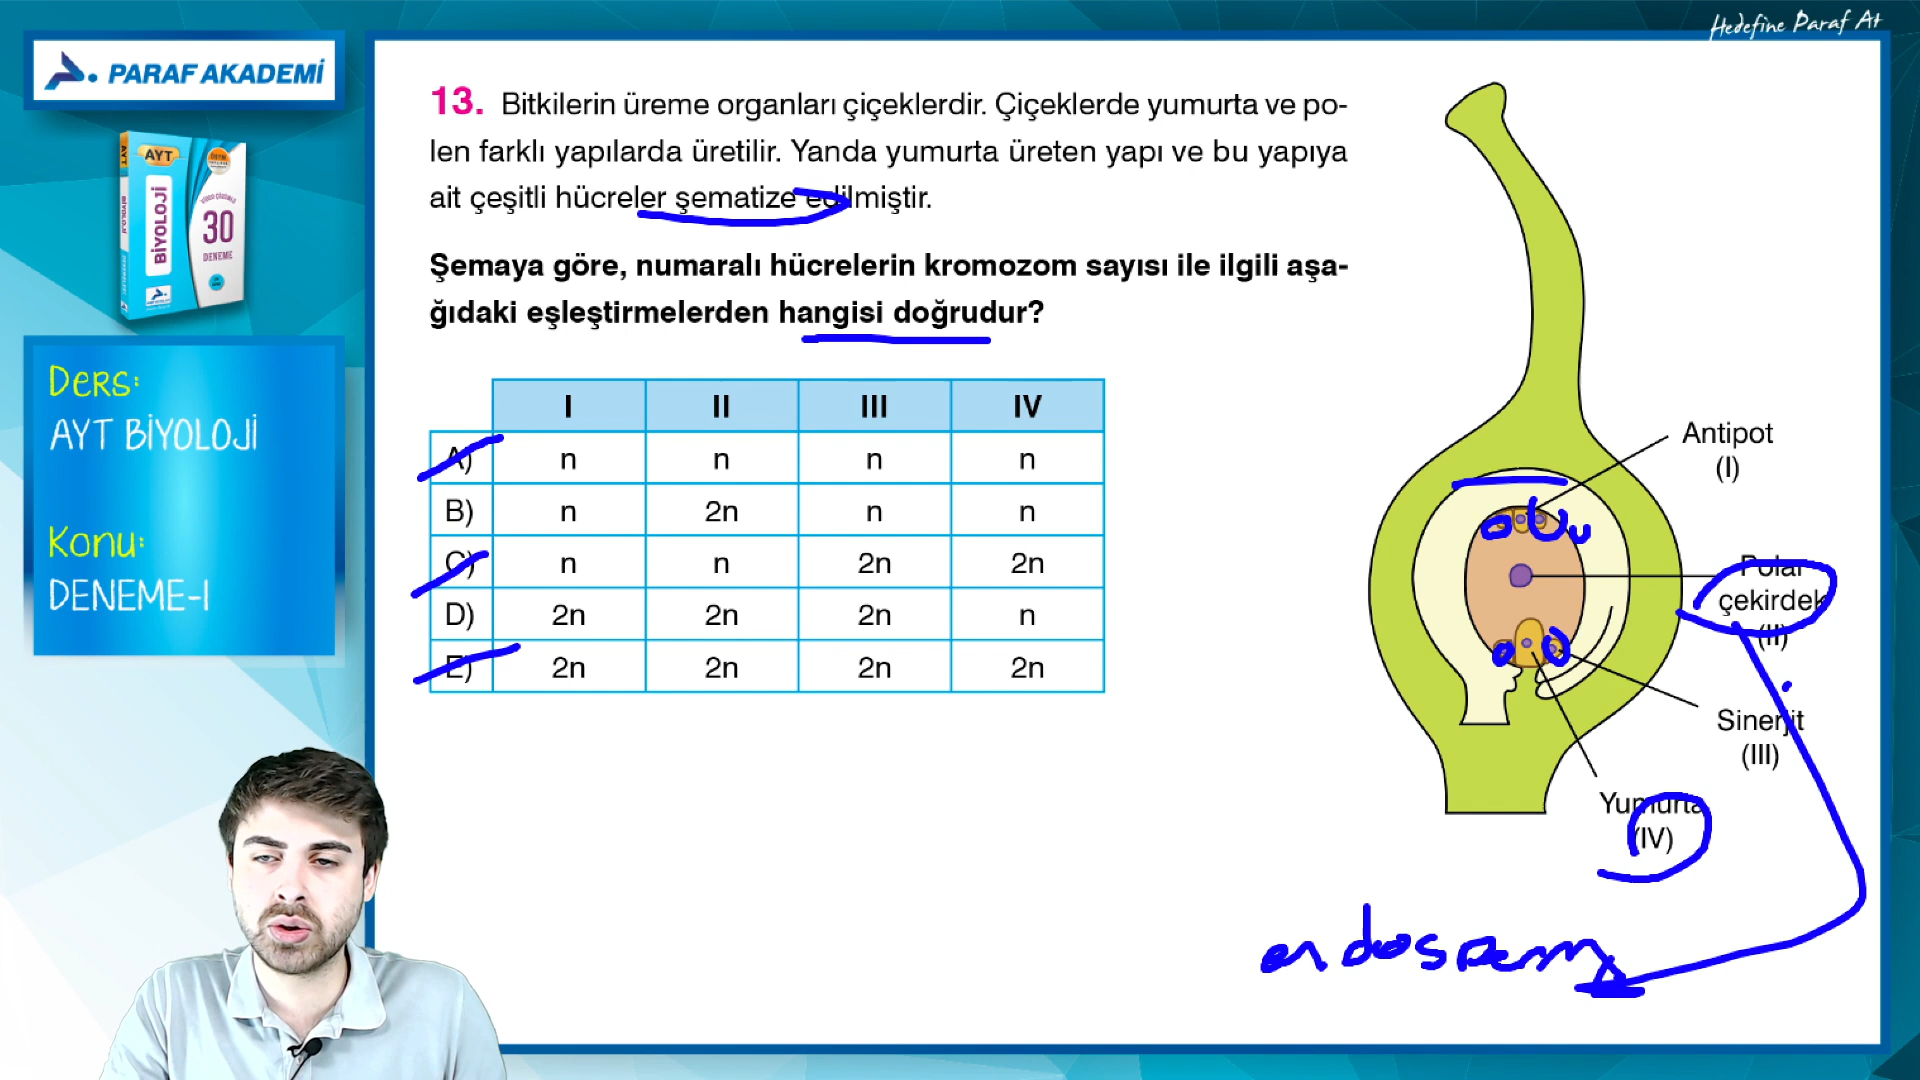 Hedefine Paraf At
PARAF AKADEMİ
AYT
BİYOLOJİ
30
DENEME
Ders:
AYT BİYOLOJİ
Konu:
DENEME-I
13. Bitkilerin üreme organları çiçeklerdir. Çiçeklerde yumurta ve po-
len farklı yapılarda üretilir. Yanda yumurta üreten yapı ve bu yapıya
ait çeşitli hücreler şematize edilmiştir.
Şemaya göre, numaralı hücrelerin kromozom sayısı ile ilgili aşa-
ğıdaki eşleştirmelerden hangisi doğrudur?
I II III IV
A) n n n n
B) n 2n n n
C) n n 2n 2n
D) 2n 2n 2n n
E) 2n 2n 2n 2n
Antipot
(I)
Polar
çekirdek
(II)
Sinerjit
(III)
Yumurta
(IV)
endosperm